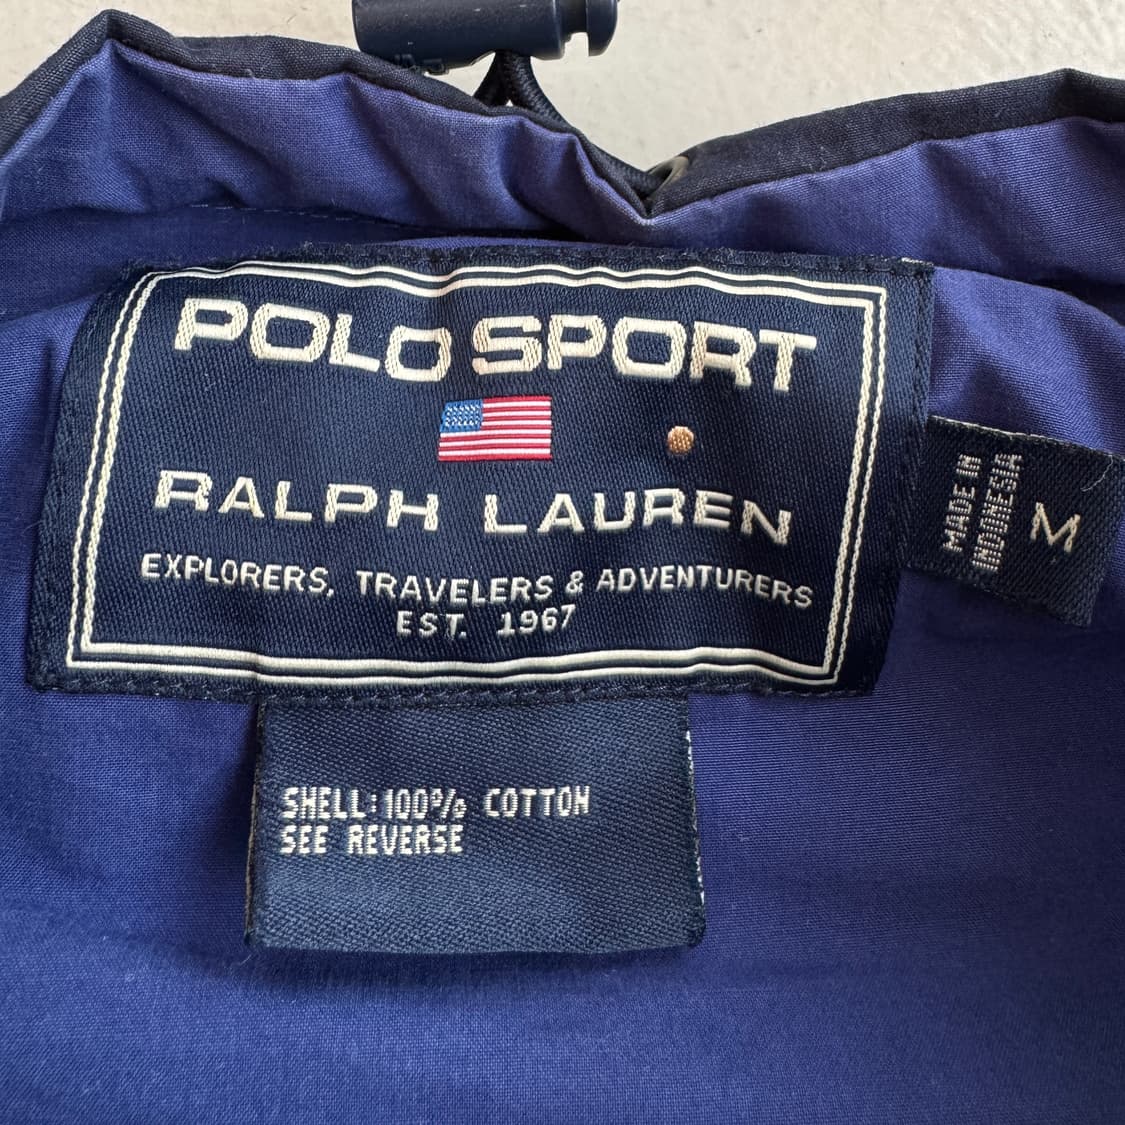 POLO SPORT
RALPH LAUREN
EXPLORERS, TRAVELERS & ADVENTURERS
EST. 1967
MADE IN
INDONESIA
M
SHELL: 100% COTTON
SEE REVERSE